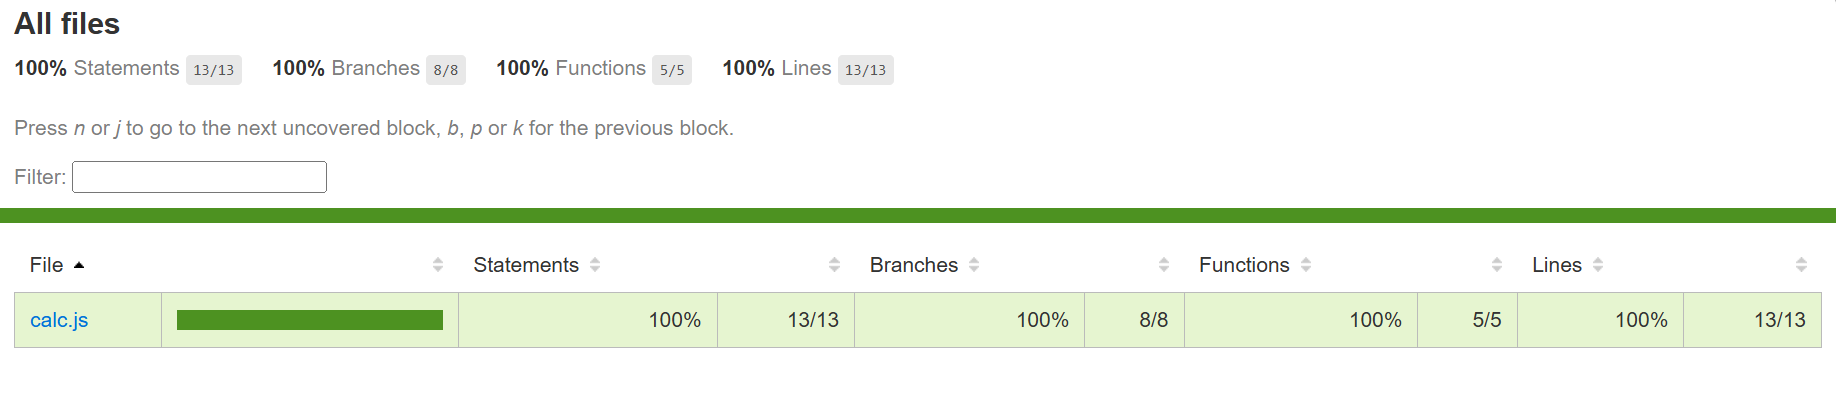 All files
100% Statements 13/13 100% Branches 8/8 100% Functions 5/5 100% Lines 13/13
Press n or j to go to the next uncovered block, b, p or k for the previous block.
Filter:
File Statements Branches Functions Lines
calc.js 100% 13/13 100% 8/8 100% 5/5 100% 13/13